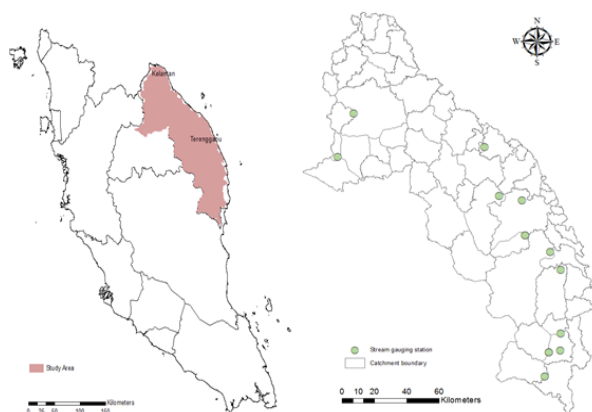 Kelantan
Terengganu
Study Area
Kilometers
N
W E
S
Stream gauging station
Catchment boundary
0 10 20 40 60
Kilometers